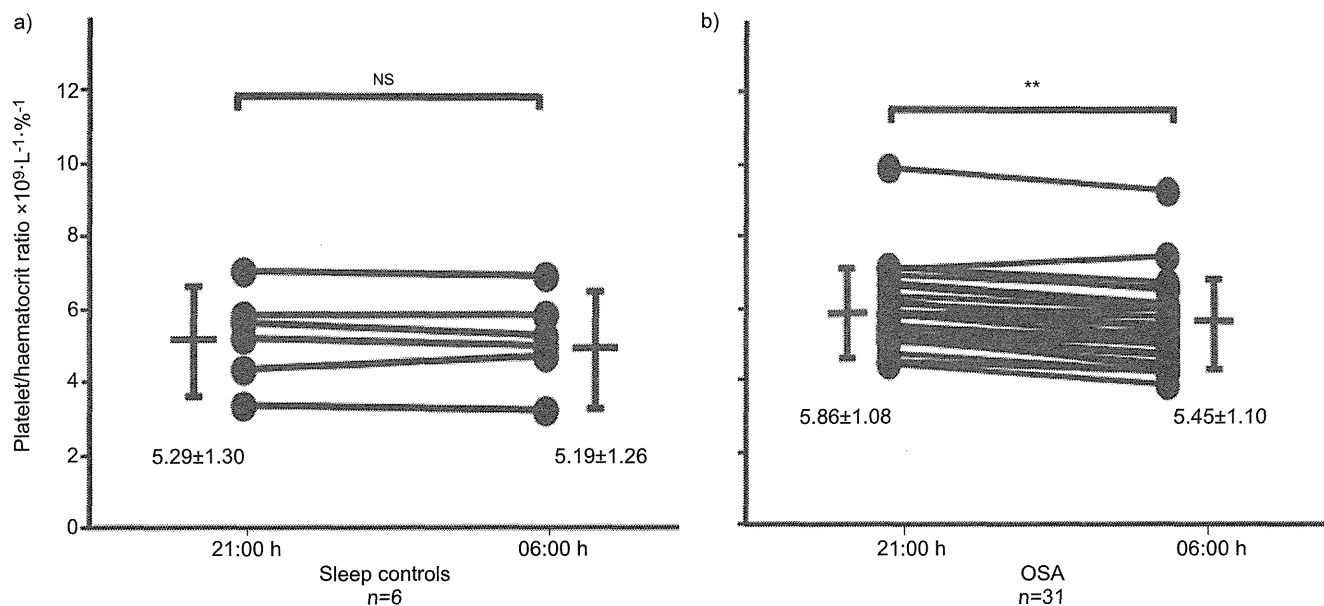 a)
Platelet/haematocrit ratio ×10⁹·L⁻¹·%⁻¹
12
10
8
6
4
2
0
NS
5.29±1.30
5.19±1.26
21:00 h
06:00 h
Sleep controls
n=6
b)
**
5.86±1.08
5.45±1.10
21:00 h
06:00 h
OSA
n=31